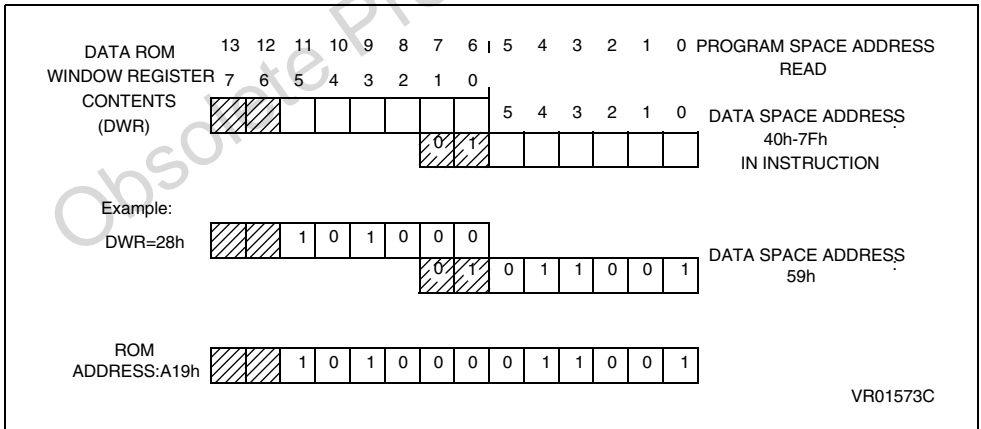 Obsolete Pro
DATA ROM 13 12 11 10 9 8 7 6 5 4 3 2 1 0 PROGRAM SPACE ADDRESS
WINDOW REGISTER 7 6 5 4 3 2 1 0 READ
CONTENTS 5 4 3 2 1 0 DATA SPACE ADDRESS
(DWR) 0 1 40h-7Fh
IN INSTRUCTION
Example:
DWR=28h 1 0 1 0 0 0
0 1 0 1 1 0 0 1 DATA SPACE ADDRESS
59h
ROM
ADDRESS:A19h 1 0 1 0 0 0 0 1 1 0 0 1
VR01573C